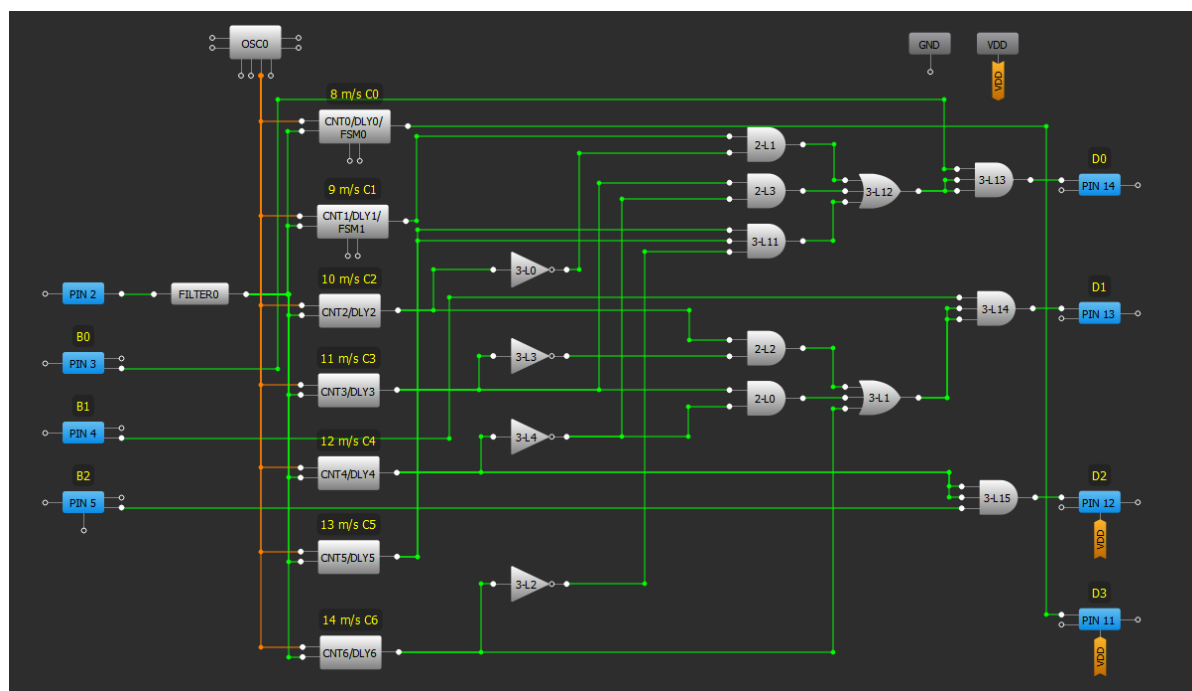 OSC0
GND
VDD
VDD
8 m/s C0
CNT0/DLY0/
FSM0
2-L1
D0
2-L3
3-L12
3-L13
PIN 14
9 m/s C1
CNT1/DLY1/
FSM1
3-L11
3-L0
10 m/s C2
PIN 2
FILTER0
CNT2/DLY2
D1
3-L14
PIN 13
B0
PIN 3
11 m/s C3
3-L3
2-L2
CNT3/DLY3
2-L0
3-L1
B1
PIN 4
12 m/s C4
3-L4
CNT4/DLY4
B2
PIN 5
D2
3-L15
PIN 12
VDD
13 m/s C5
CNT5/DLY5
3-L2
D3
PIN 11
VDD
14 m/s C6
CNT6/DLY6